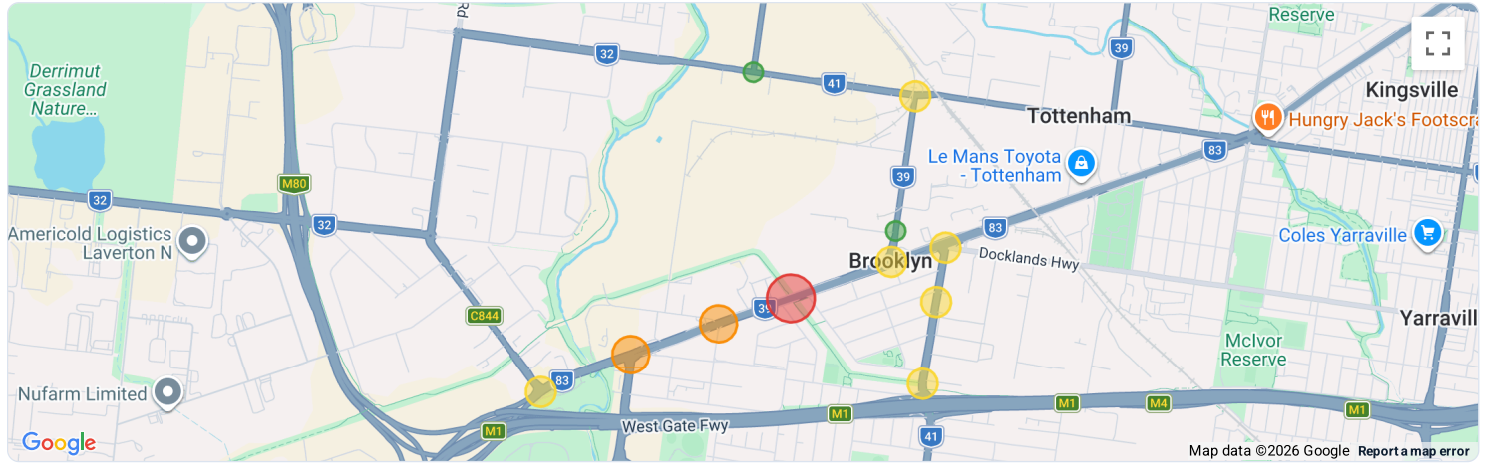 Reserve
Rd
32
39
41
Derrimut
Grassland
Nature...
Kingsville
Tottenham
Hungry Jack's Footscra
83
Le Mans Toyota
- Tottenham
39
M80
32
32
Americold Logistics
Laverton N
83
Coles Yarraville
Brooklyn
Docklands Hwy
39
C844
Yarravill
McIvor
Reserve
83
Nufarm Limited
M1
M4
M1
M1
West Gate Fwy
M1
41
Google
Map data ©2026 Google
Report a map error